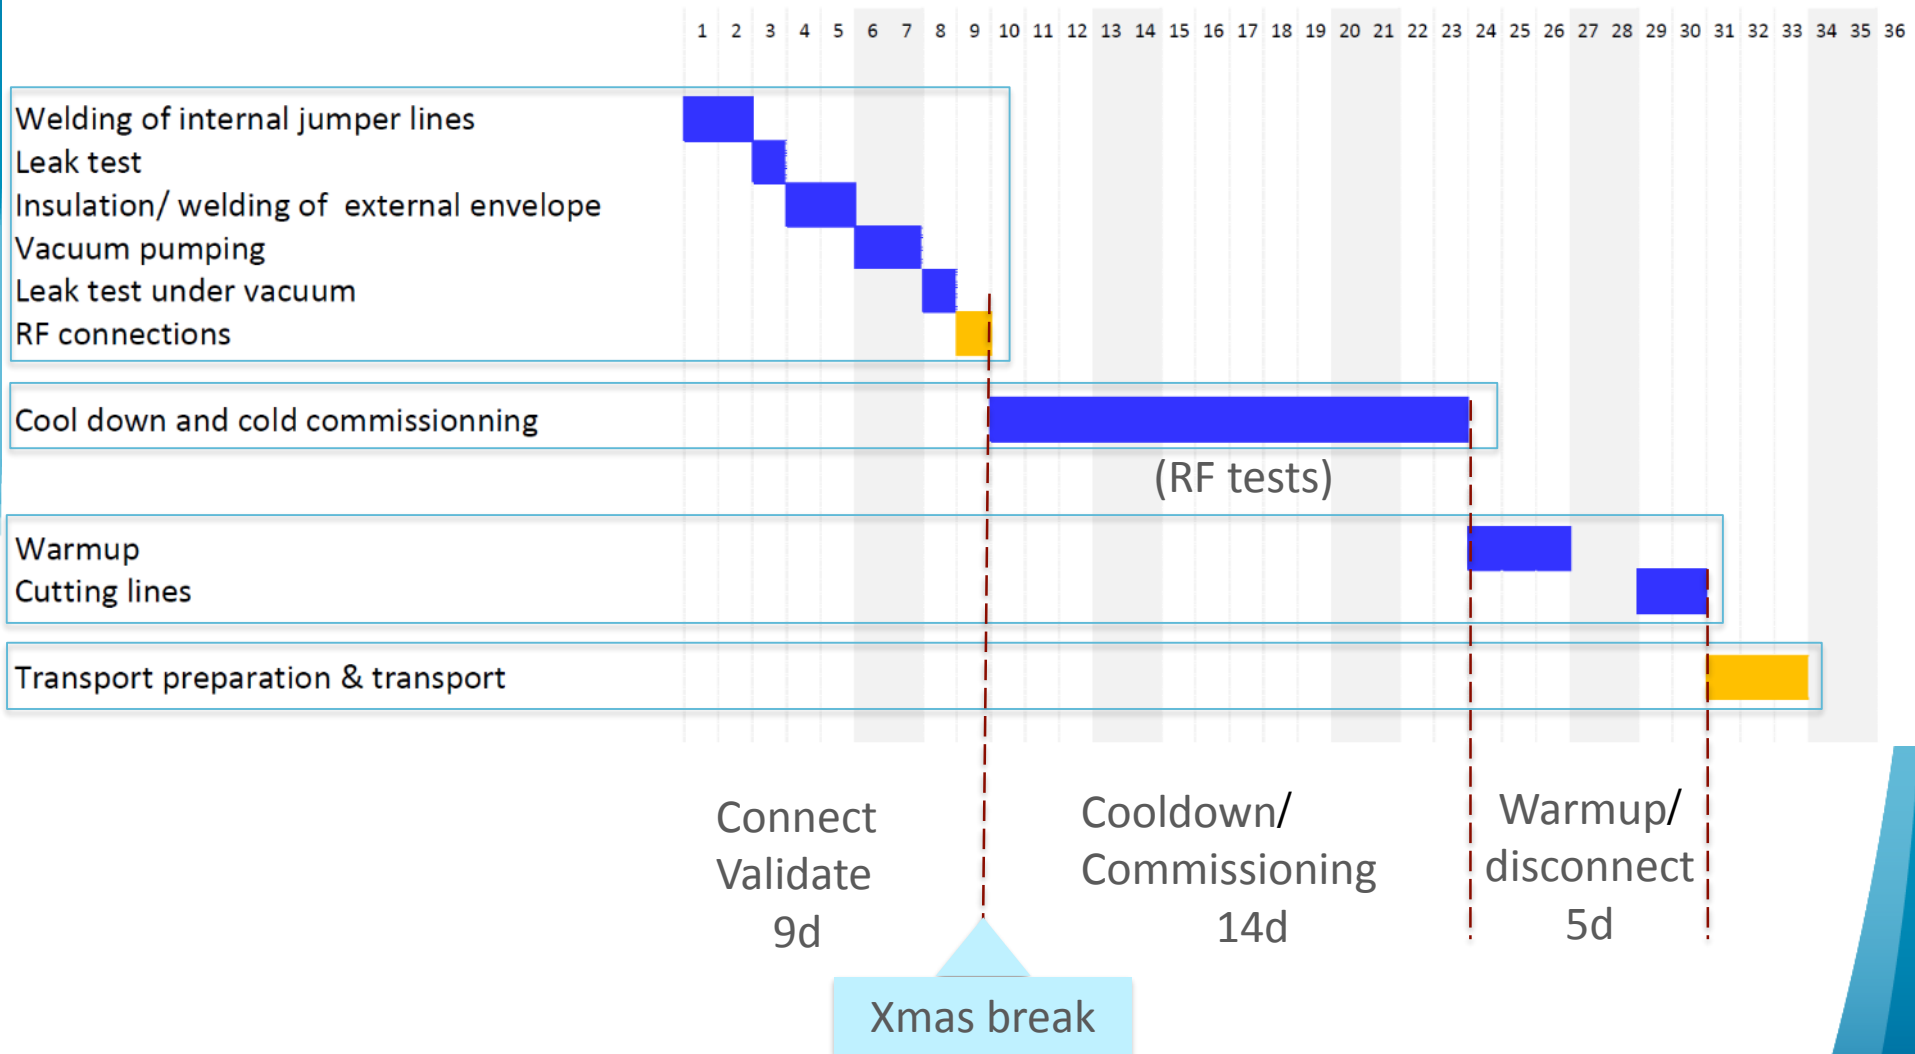 1 2 3 4 5 6 7 8 9 10 11 12 13 14 15 16 17 18 19 20 21 22 23 24 25 26 27 28 29 30 31 32 33 34 35 36
Welding of internal jumper lines
Leak test
Insulation/ welding of external envelope
Vacuum pumping
Leak test under vacuum
RF connections
Cool down and cold commissionning
(RF tests)
Warmup
Cutting lines
Transport preparation & transport
Connect
Validate
9d
Cooldown/
Commissioning
14d
Warmup/
disconnect
5d
Xmas break